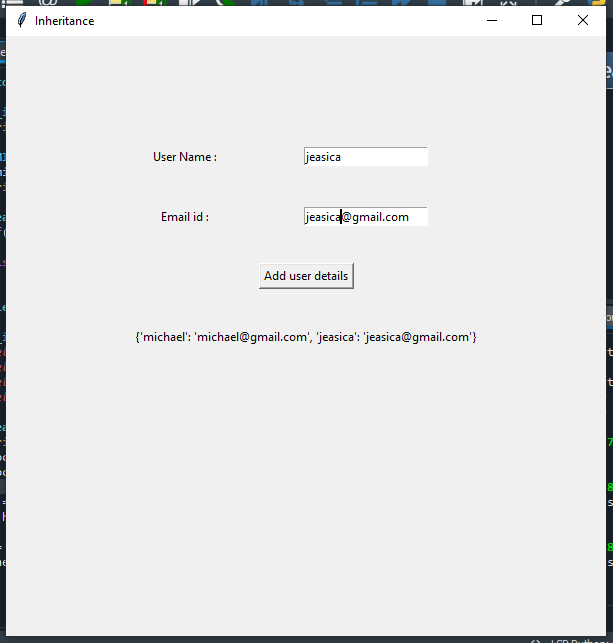 Inheritance
User Name :
jeasica
Email id :
jeasica@gmail.com
Add user details
{'michael': 'michael@gmail.com', 'jeasica': 'jeasica@gmail.com'}